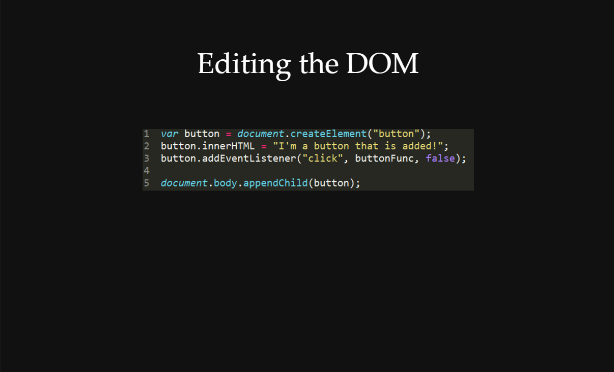 Editing the DOM
1 var button = document.createElement("button");
2 button.innerHTML = "I'm a button that is added!";
3 button.addEventListener("click", buttonFunc, false);
4
5 document.body.appendChild(button);